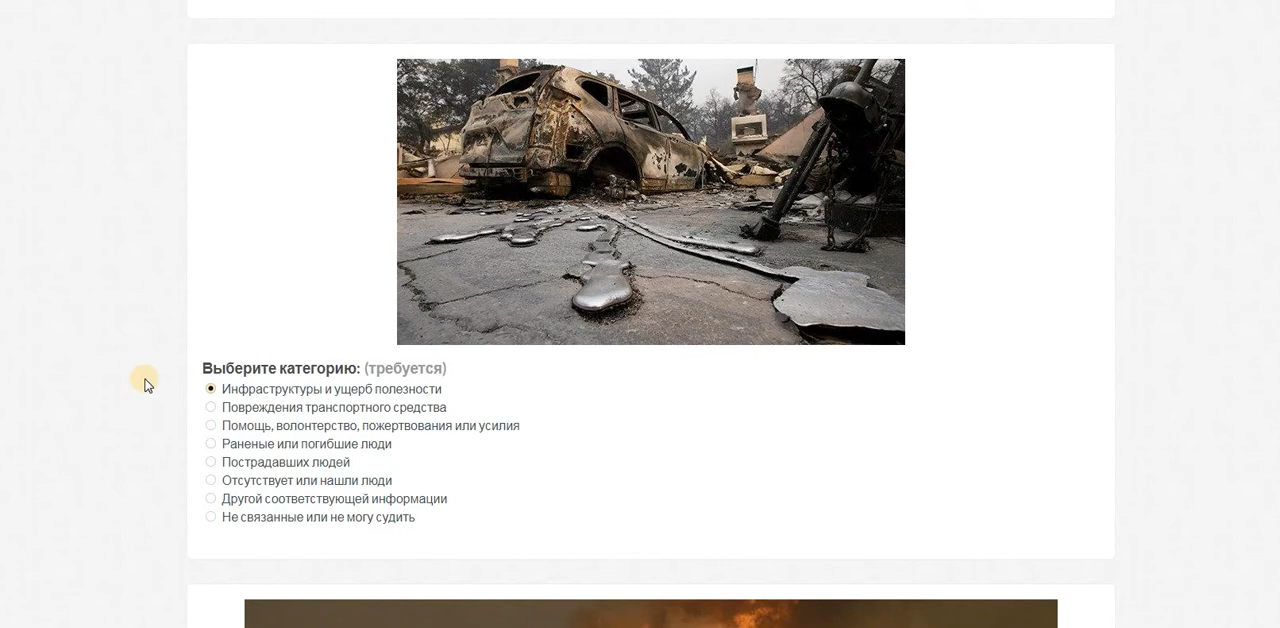 Выберите категорию: (требуется)
Инфраструктуры и ущерб полезности
Повреждения транспортного средства
Помощь, волонтерство, пожертвования или усилия
Раненые или погибшие люди
Пострадавших людей
Отсутствует или нашли люди
Другой соответствующей информации
Не связанные или не могу судить